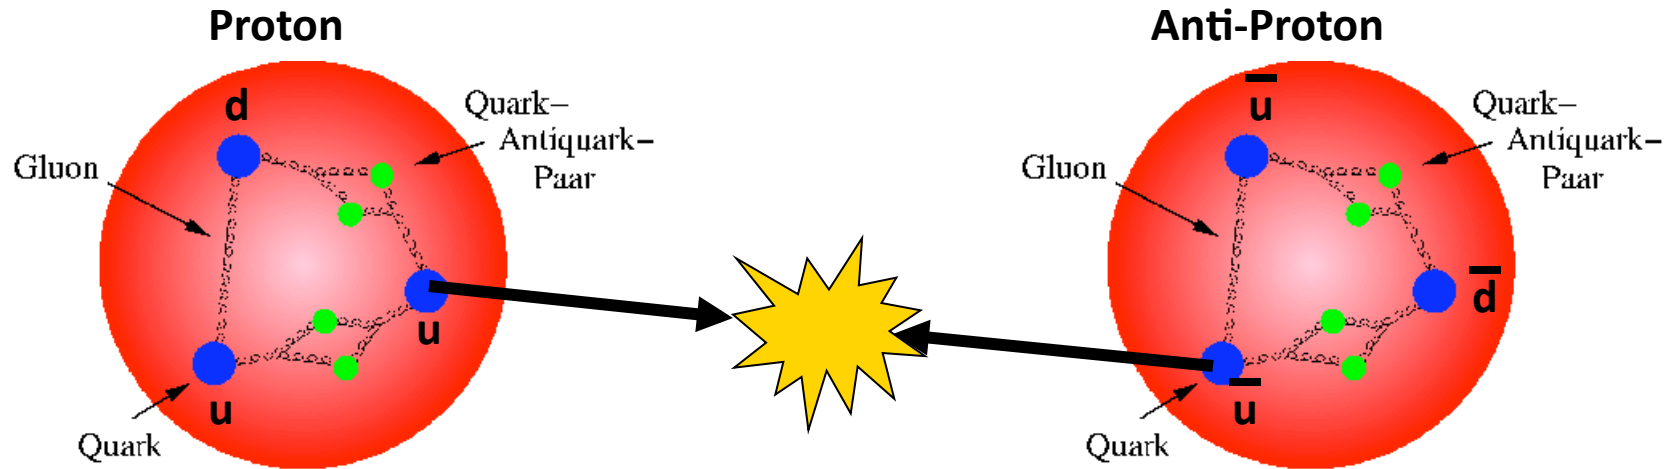 Proton
d
Quark–
Antiquark–
Paar
Gluon
u
u
Quark
Anti-Proton
u̅
Quark–
Antiquark–
Paar
Gluon
d̅
u̅
Quark